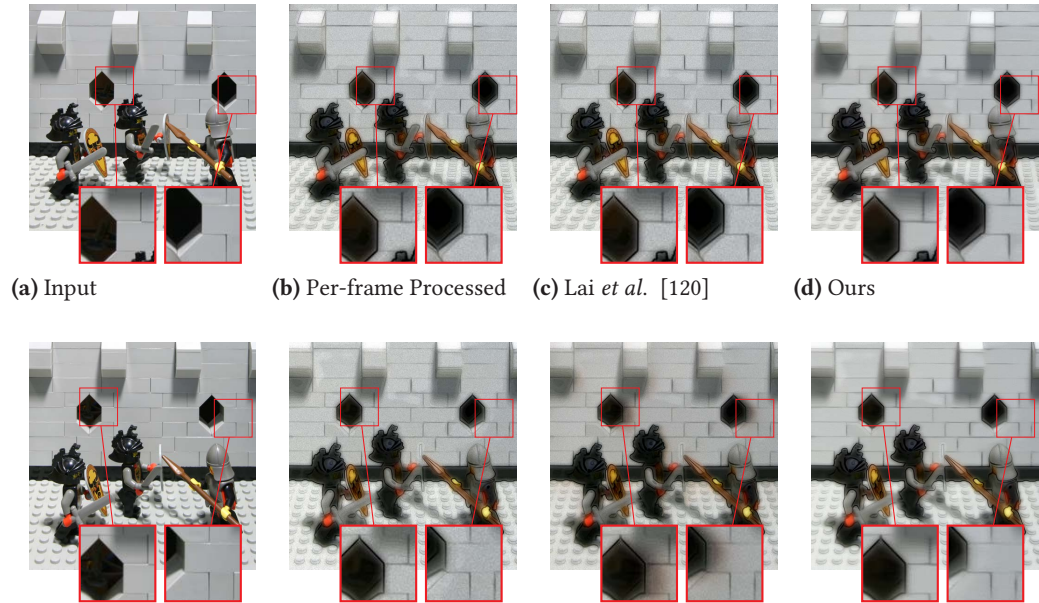 (a) Input (b) Per-frame Processed (c) Lai et al. [120] (d) Ours